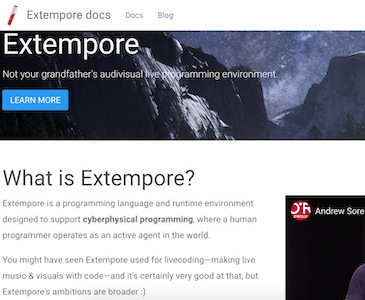 Extempore docs Docs Blog
Extempore
Not your grandfather's audivisual live programming environment.
LEARN MORE
What is Extempore?
Extempore is a programming language and runtime environment
designed to support cyberphysical programming, where a human
programmer operates as an active agent in the world.
You might have seen Extempore used for livecoding—making live
music & visuals with code—and it's certainly very good at that, but
Extempore's ambitions are broader :)
Andrew Sore